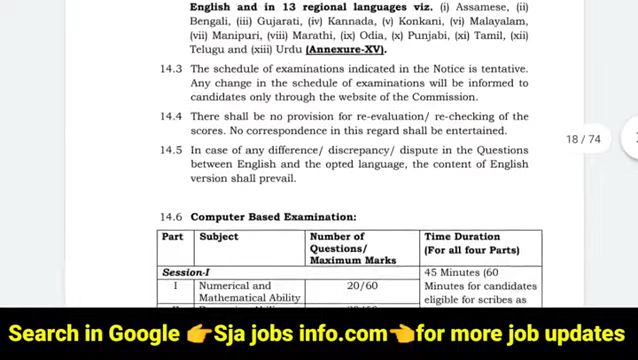 English and in 13 regional languages viz. (i) Assamese, (ii)
Bengali, (iii) Gujarati, (iv) Kannada, (v) Konkani, (vi) Malayalam,
(vii) Manipuri, (viii) Marathi, (ix) Odia, (x) Punjabi, (xi) Tamil, (xii)
Telugu and (xiii) Urdu (Annexure-XV).
14.3 The schedule of examinations indicated in the Notice is tentative.
Any change in the schedule of examinations will be informed to
candidates only through the website of the Commission.
14.4 There shall be no provision for re-evaluation/ re-checking of the
scores. No correspondence in this regard shall be entertained.
18 / 74
14.5 In case of any difference/ discrepancy/ dispute in the Questions
between English and the opted language, the content of English
version shall prevail.
14.6 Computer Based Examination:
Part Subject Number of Questions/ Maximum Marks Time Duration (For all four Parts)
Session-I
I Numerical and Mathematical Ability 20/60
45 Minutes (60
Minutes for candidates
eligible for scribes as
Search in Google 👉Sja jobs info.com👈for more job updates